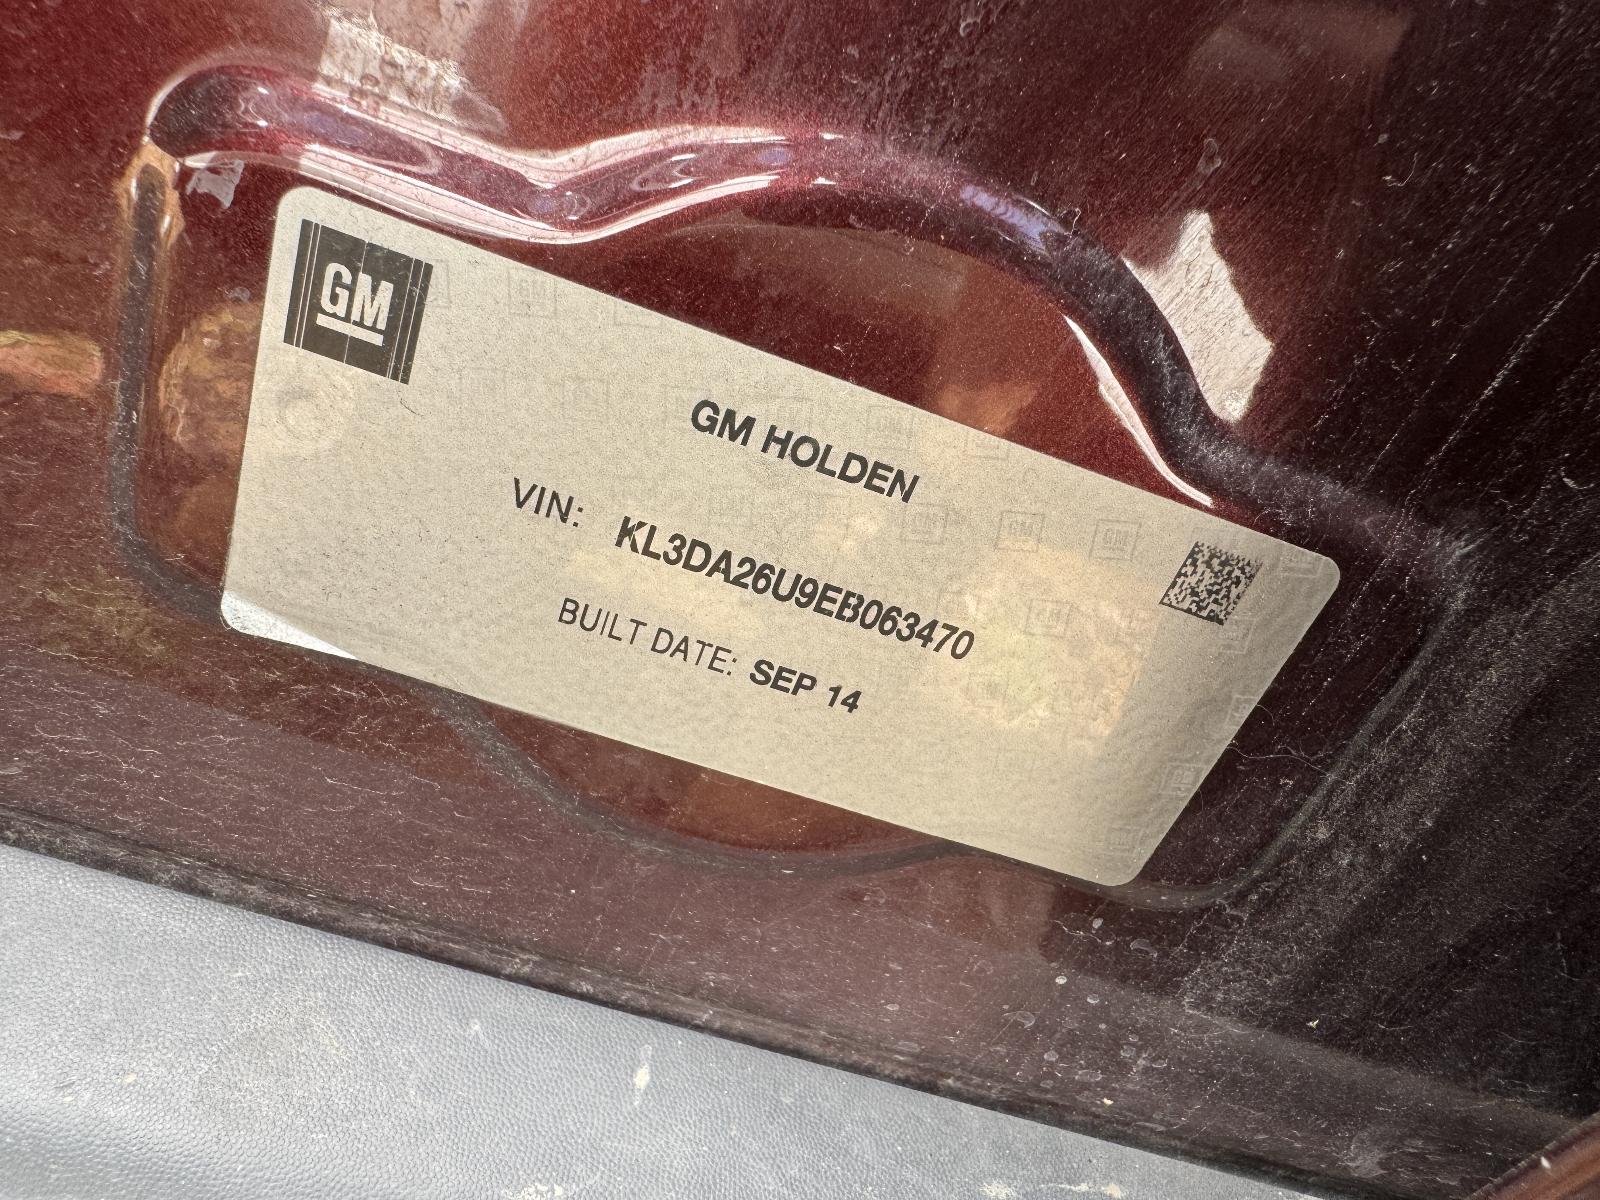 GM
GM HOLDEN
VIN: KL3DA26U9EB063470
BUILT DATE: SEP 14